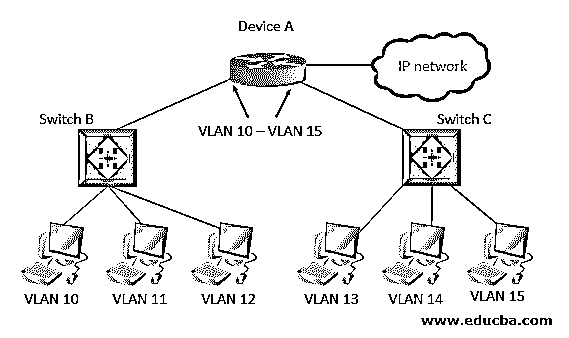 Device A
IP network
Switch B
VLAN 10 – VLAN 15
Switch C
VLAN 10
VLAN 11
VLAN 12
VLAN 13
VLAN 14
VLAN 15
www.educba.com